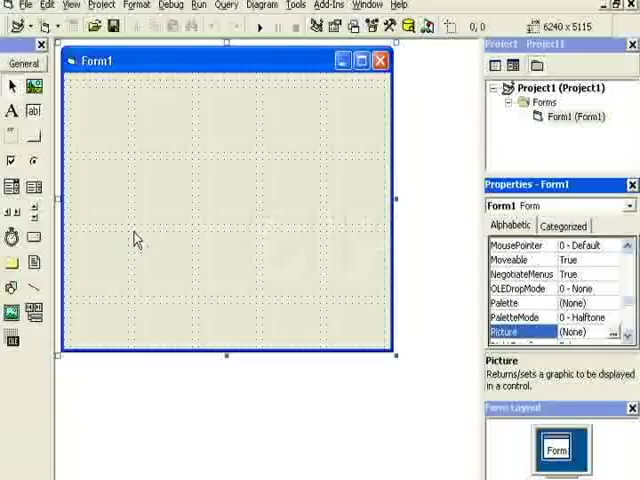 File Edit View Project Format Debug Run Query Diagram Tools Add-Ins Window Help
0, 0 6240 x 5115
General
Form1
A
ab
OLE
Project1 (Project1)
Forms
Form1 (Form1)
Properties - Form1
Form1 Form
Alphabetic Categorized
MousePointer 0 - Default
Moveable True
NegotiateMenus True
OLEDropMode 0 - None
Palette (None)
PaletteMode 0 - Halftone
Picture (None) ...
Picture
Returns/sets a graphic to be displayed
in a control.
Form Layout
Form